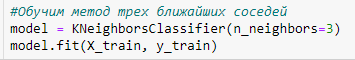 #Обучим метод трех ближайших соседей
model = KNeighborsClassifier(n_neighbors=3)
model.fit(X_train, y_train)